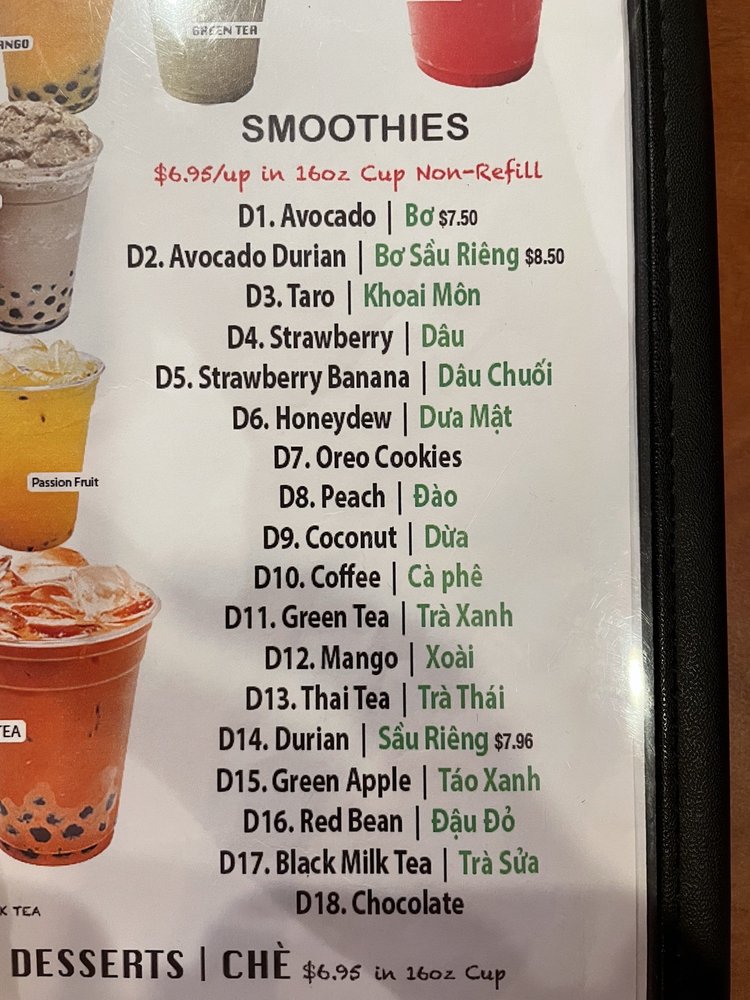 GREEN TEA
SMOOTHIES
$6.95/up in 16oz Cup Non-Refill
D1. Avocado | Bơ $7.50
D2. Avocado Durian | Bơ Sầu Riêng $8.50
D3. Taro | Khoai Môn
D4. Strawberry | Dâu
D5. Strawberry Banana | Dâu Chuối
D6. Honeydew | Dưa Mật
D7. Oreo Cookies
Passion Fruit
D8. Peach | Đào
D9. Coconut | Dừa
D10. Coffee | Cà phê
D11. Green Tea | Trà Xanh
D12. Mango | Xoài
D13. Thai Tea | Trà Thái
TEA
D14. Durian | Sầu Riêng $7.96
D15. Green Apple | Táo Xanh
D16. Red Bean | Đậu Đỏ
D17. Black Milk Tea | Trà Sửa
D18. Chocolate
K TEA
DESSERTS | CHÈ $6.95 in 16oz Cup